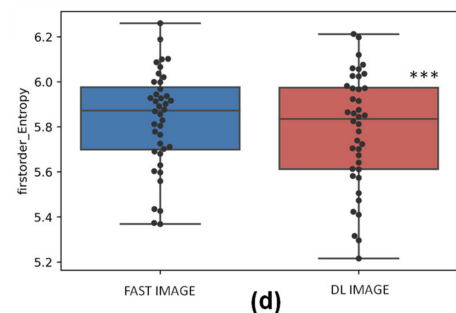 6.2
6.0
5.8
5.6
5.4
5.2
firstorder_Entropy
***
FAST IMAGE
DL IMAGE
(d)